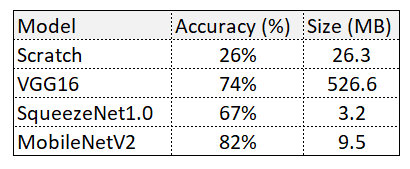 Model Accuracy (%) Size (MB)
Scratch 26% 26.3
VGG16 74% 526.6
SqueezeNet1.0 67% 3.2
MobileNetV2 82% 9.5